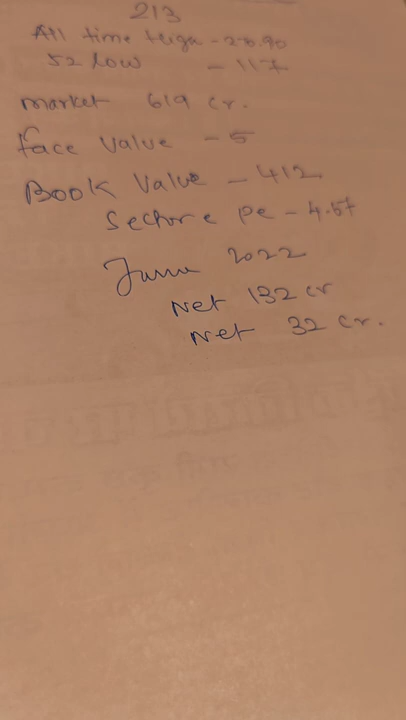 213
All time High - 28.90
52 low - 117
market 619 cr.
face value - 5
Book Value - 412
Sectore pe - 4.57
June 2022
Net 132 cr
Net 32 cr.